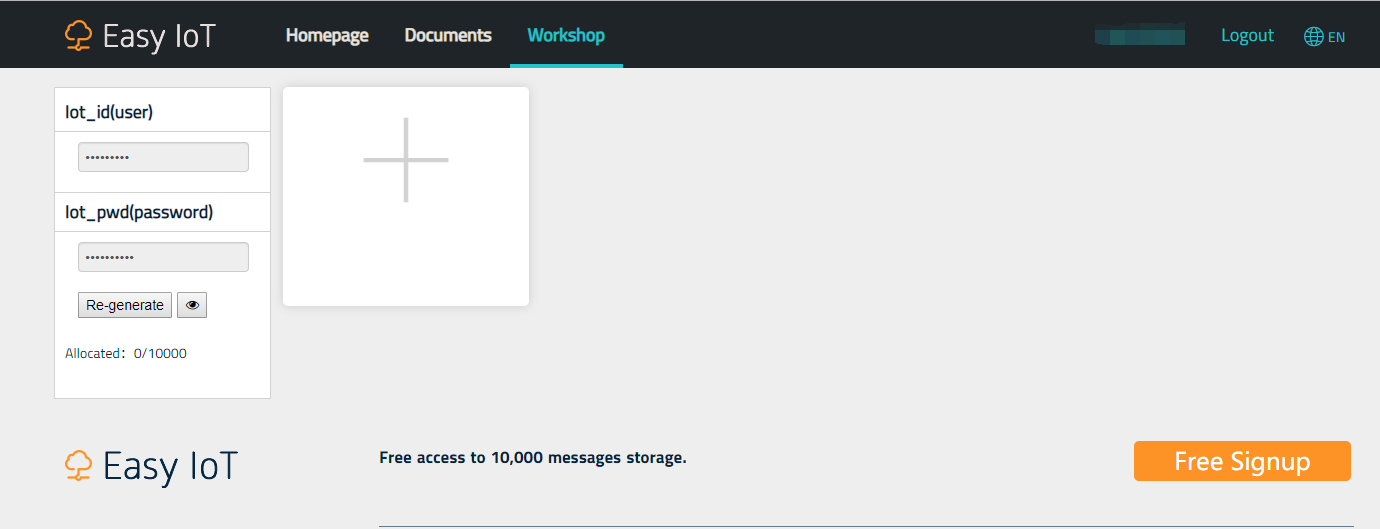 Easy IoT
Homepage
Documents
Workshop
Logout
EN
Iot_id(user)
•••••••••
Iot_pwd(password)
••••••••••
Re-generate
Allocated：0/10000
Easy IoT
Free access to 10,000 messages storage.
Free Signup